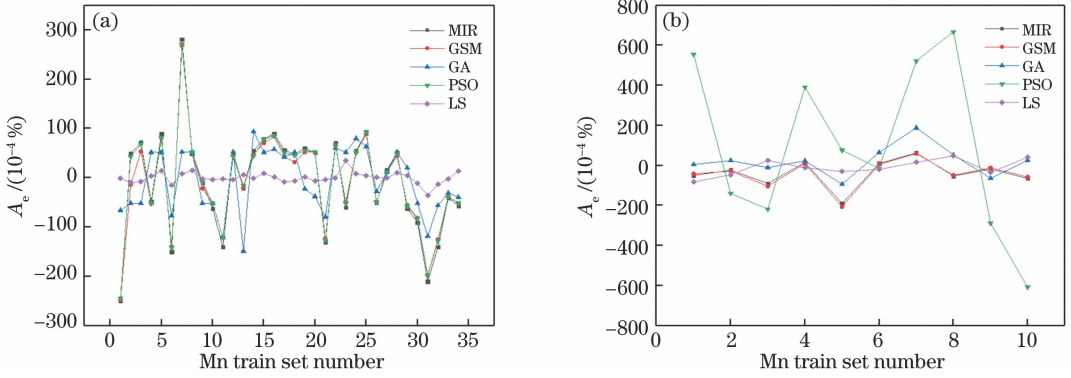 (a)
MIR
GSM
GA
PSO
LS
300
200
100
0
−100
−200
−300
A_e/(10⁻⁴ %)
0 5 10 15 20 25 30 35
Mn train set number
(b)
MIR
GSM
GA
PSO
LS
800
600
400
200
0
−200
−400
−600
−800
A_e/(10⁻⁴ %)
0 2 4 6 8 10
Mn train set number